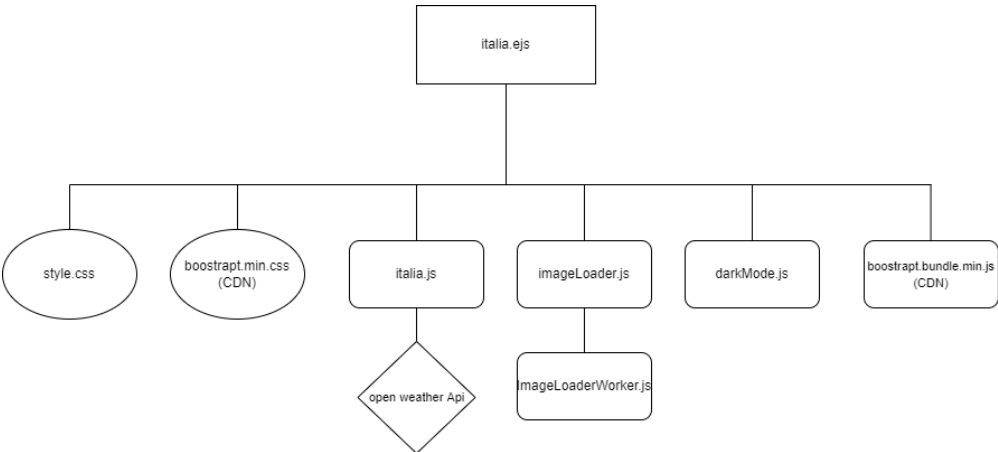 italia.ejs
style.css
boostrapt.min.css
(CDN)
italia.js
imageLoader.js
darkMode.js
boostrapt.bundle.min.js
(CDN)
open weather Api
ImageLoaderWorker.js